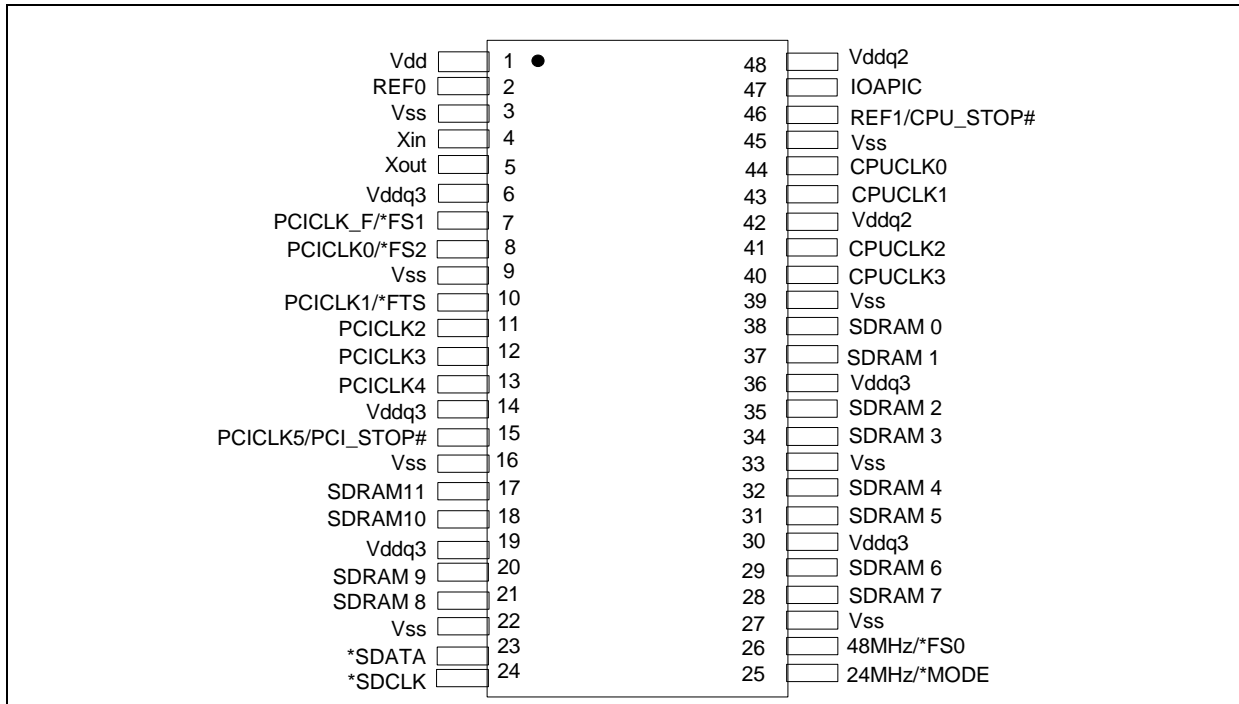 Vdd 1 48 Vddq2
REF0 2 47 IOAPIC
Vss 3 46 REF1/CPU_STOP#
Xin 4 45 Vss
Xout 5 44 CPUCLK0
Vddq3 6 43 CPUCLK1
PCICLK_F/*FS1 7 42 Vddq2
PCICLK0/*FS2 8 41 CPUCLK2
Vss 9 40 CPUCLK3
PCICLK1/*FTS 10 39 Vss
PCICLK2 11 38 SDRAM 0
PCICLK3 12 37 SDRAM 1
PCICLK4 13 36 Vddq3
Vddq3 14 35 SDRAM 2
PCICLK5/PCI_STOP# 15 34 SDRAM 3
Vss 16 33 Vss
SDRAM11 17 32 SDRAM 4
SDRAM10 18 31 SDRAM 5
Vddq3 19 30 Vddq3
SDRAM 9 20 29 SDRAM 6
SDRAM 8 21 28 SDRAM 7
Vss 22 27 Vss
*SDATA 23 26 48MHz/*FS0
*SDCLK 24 25 24MHz/*MODE